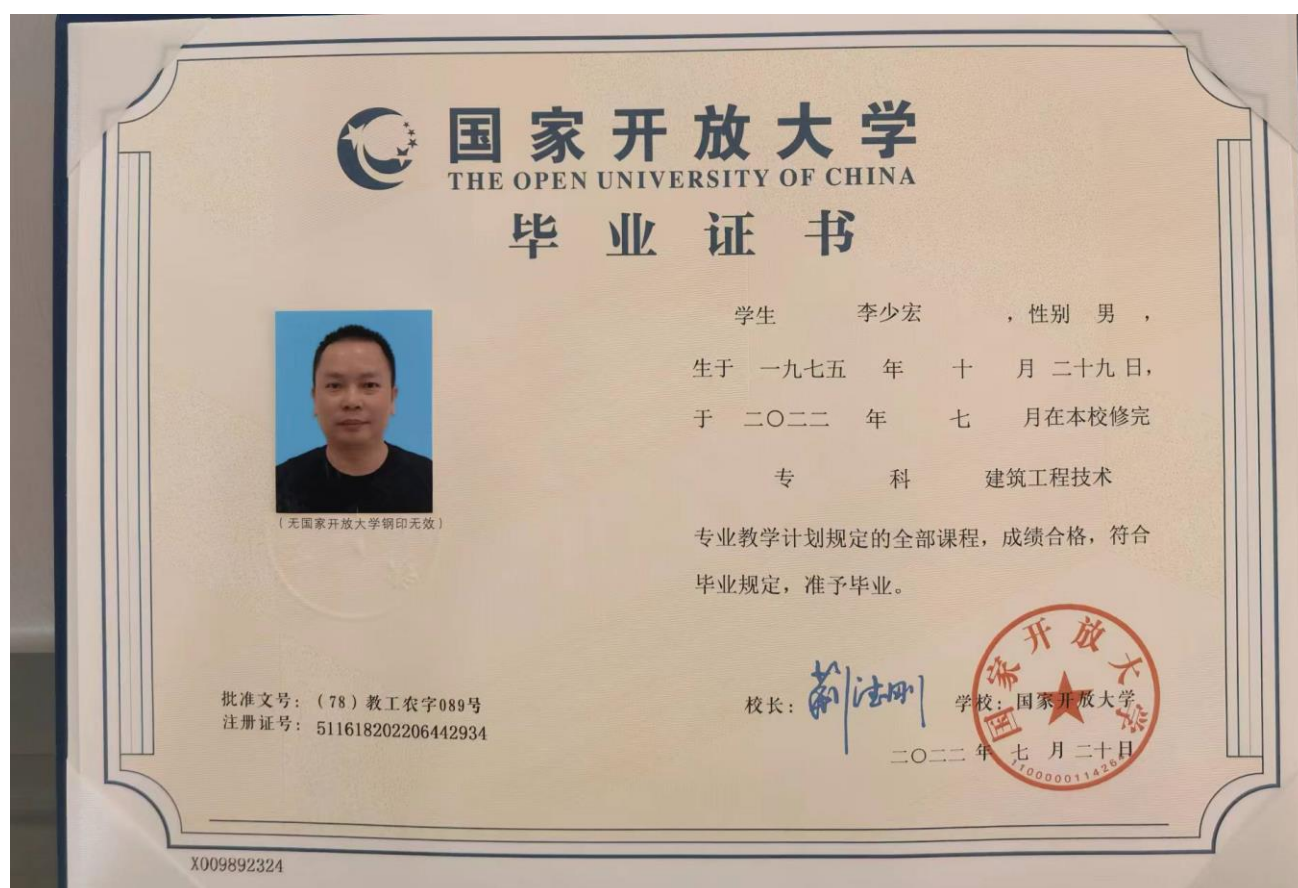 国家开放大学
THE OPEN UNIVERSITY OF CHINA
毕业证书
学生 李少宏 ，性别 男 ，
生于 一九七五 年 十 月 二十九 日，
于 二〇二二 年 七 月在本校修完
专 科 建筑工程技术
专业教学计划规定的全部课程，成绩合格，符合
毕业规定，准予毕业。
（无国家开放大学钢印无效）
批准文号：（78）教工农字089号
注册证号： 511618202206442934
校长： 荆德刚 学校：国家开放大学
二〇二二 年 七 月 二十日
国家开放大学
X009892324